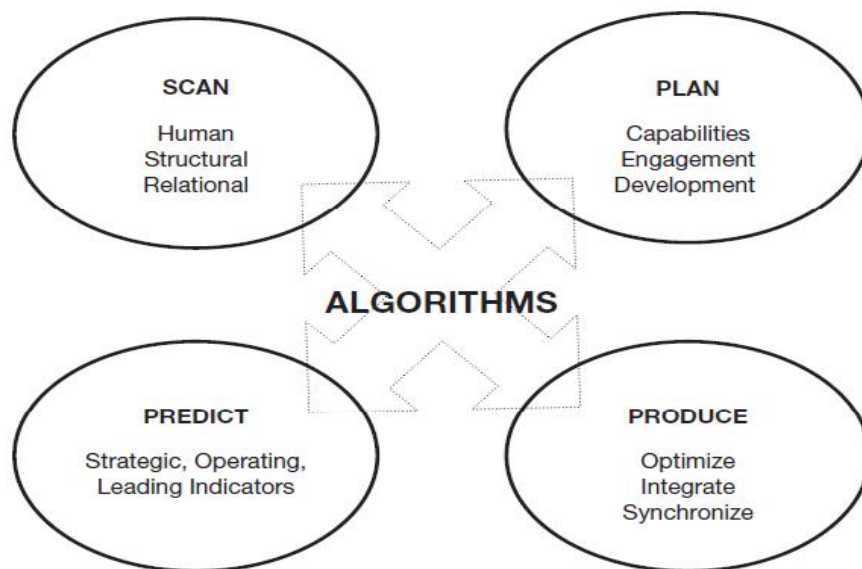 SCAN
Human
Structural
Relational
PLAN
Capabilities
Engagement
Development
ALGORITHMS
PREDICT
Strategic, Operating,
Leading Indicators
PRODUCE
Optimize
Integrate
Synchronize